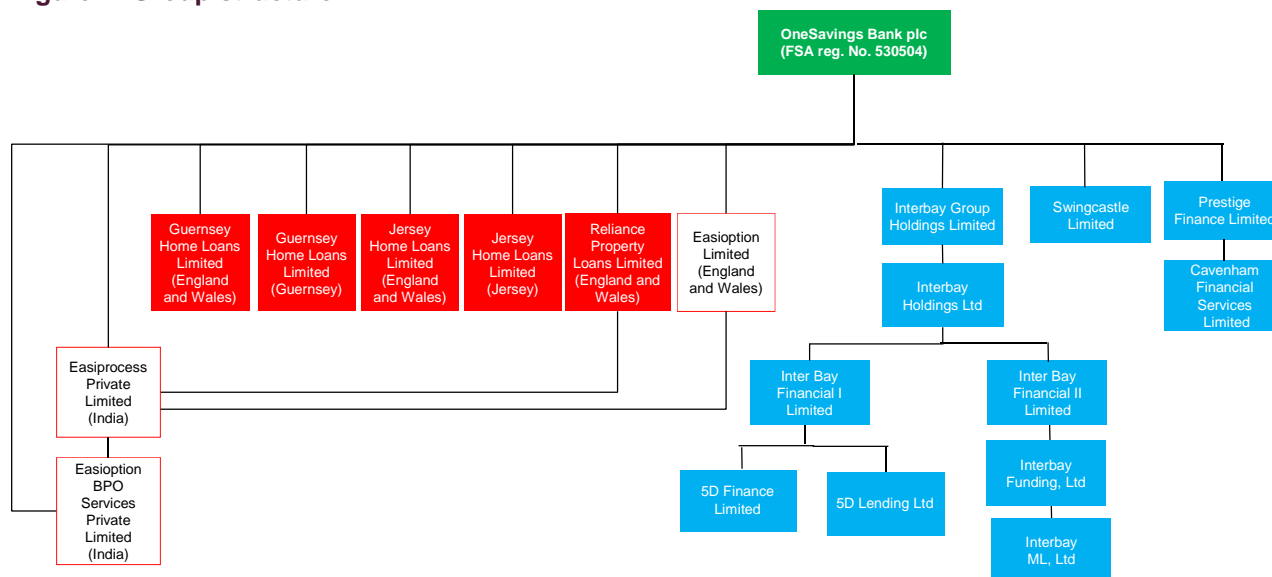 OneSavings Bank plc
(FSA reg. No. 530504)
Guernsey
Home Loans
Limited
(England
and Wales)
Guernsey
Home Loans
Limited
(Guernsey)
Jersey
Home Loans
Limited
(England
and Wales)
Jersey
Home Loans
Limited
(Jersey)
Reliance
Property
Loans Limited
(England and
Wales)
Easioption
Limited
(England
and Wales)
Interbay Group
Holdings Limited
Swingcastle
Limited
Prestige
Finance Limited
Interbay
Holdings Ltd
Cavenham
Financial
Services
Limited
Easiprocess
Private
Limited
(India)
Inter Bay
Financial I
Limited
Inter Bay
Financial II
Limited
Easioption
BPO
Services
Private
Limited
(India)
5D Finance
Limited
5D Lending Ltd
Interbay
Funding, Ltd
Interbay
ML, Ltd